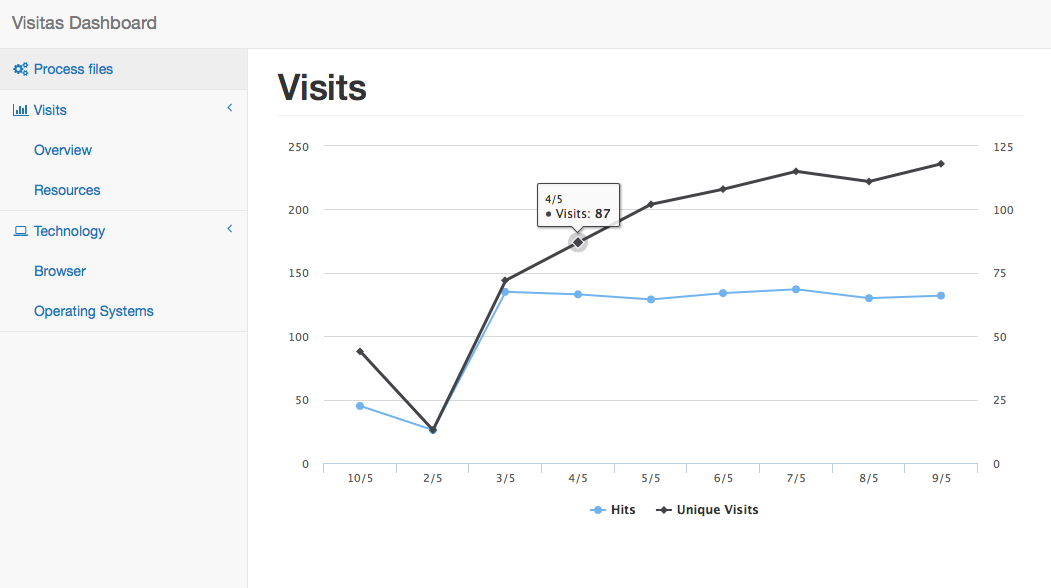 Visitas Dashboard
Process files
Visits
Overview
Resources
Technology
Browser
Operating Systems
Visits
250
200
150
100
50
0
125
100
75
50
25
0
4/5
Visits: 87
10/5 2/5 3/5 4/5 5/5 6/5 7/5 8/5 9/5
Hits Unique Visits